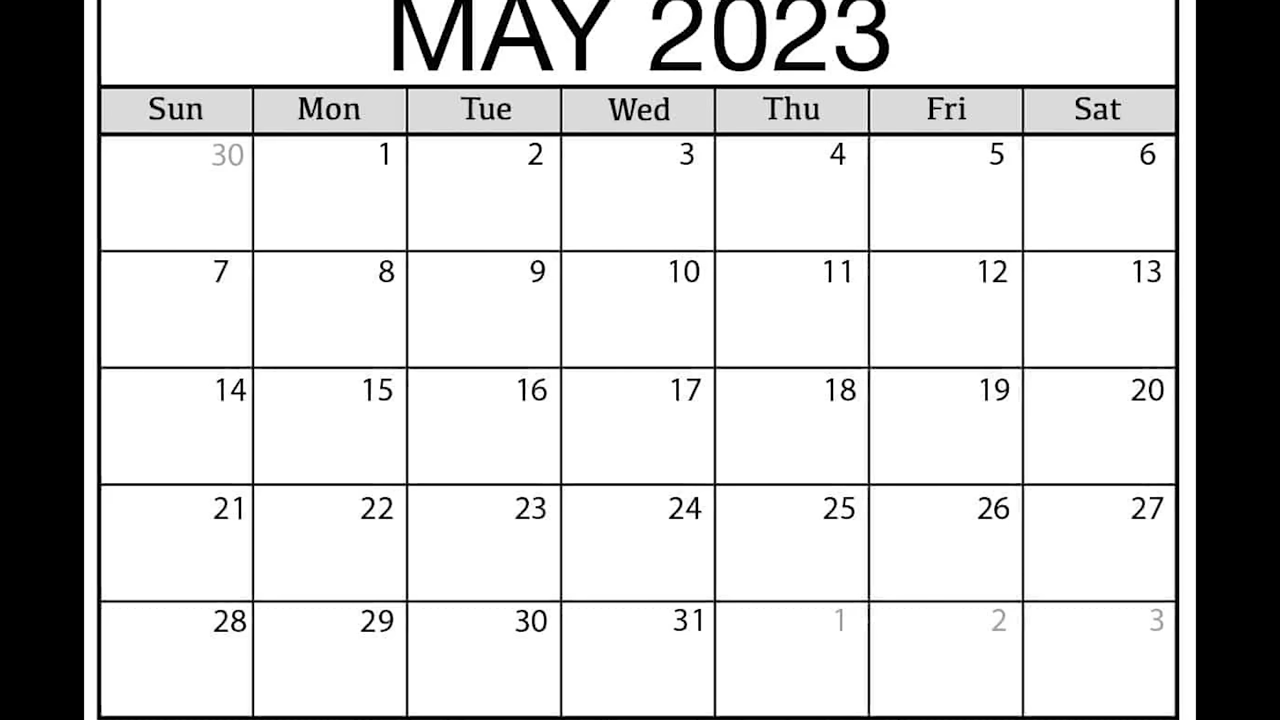 MAY 2023
Sun Mon Tue Wed Thu Fri Sat
30 1 2 3 4 5 6
7 8 9 10 11 12 13
14 15 16 17 18 19 20
21 22 23 24 25 26 27
28 29 30 31 1 2 3